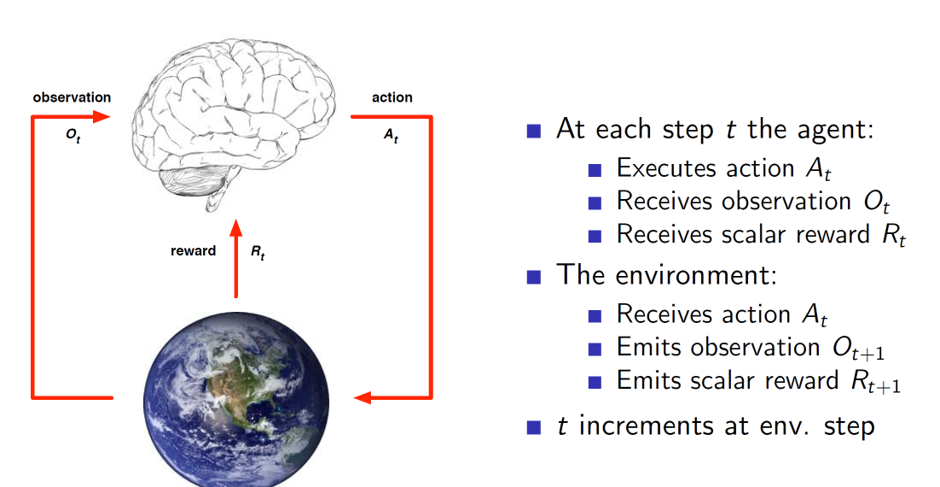 observation
O_t
action
A_t
reward
R_t
At each step t the agent:
Executes action A_t
Receives observation O_t
Receives scalar reward R_t
The environment:
Receives action A_t
Emits observation O_{t+1}
Emits scalar reward R_{t+1}
t increments at env. step